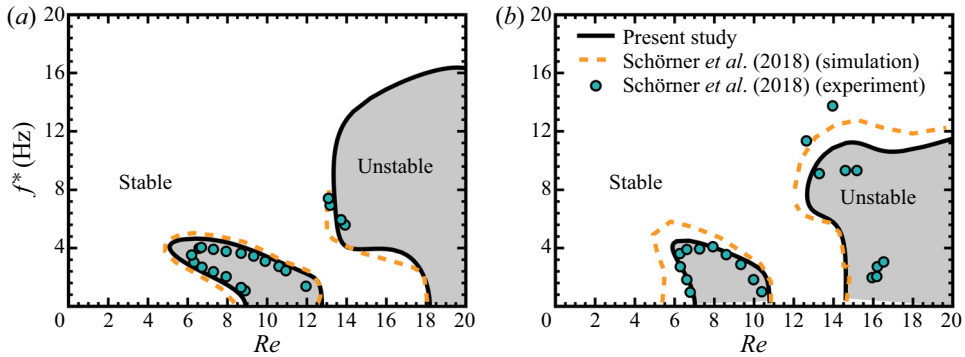 (a)
20
16
12
8
4
0
f* (Hz)
Stable
Unstable
0 2 4 6 8 10 12 14 16 18 20
Re
(b)
20
16
12
8
4
0
Present study
Schörner et al. (2018) (simulation)
Schörner et al. (2018) (experiment)
Stable
Unstable
0 2 4 6 8 10 12 14 16 18 20
Re